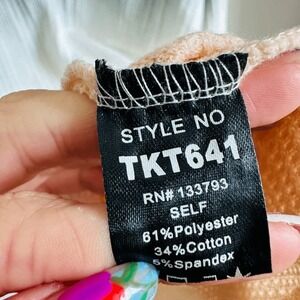 STYLE NO
TKT641
RN# 133793
SELF
61%Polyester
34%Cotton
5%Spandex